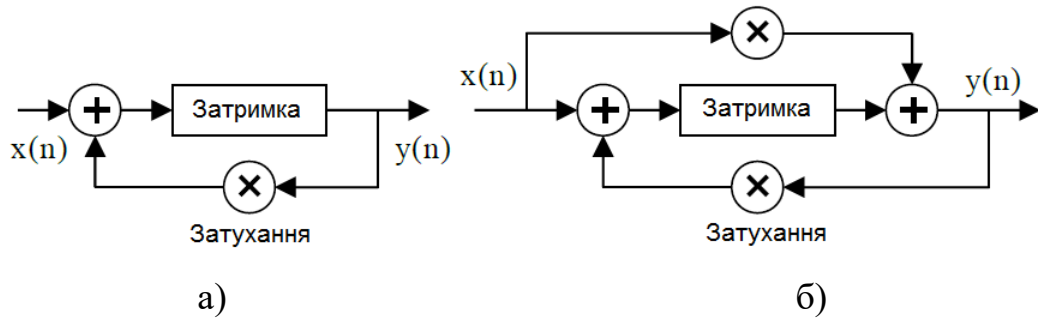 x(n)
Затримка
y(n)
Затухання
а)
x(n)
Затримка
y(n)
Затухання
б)